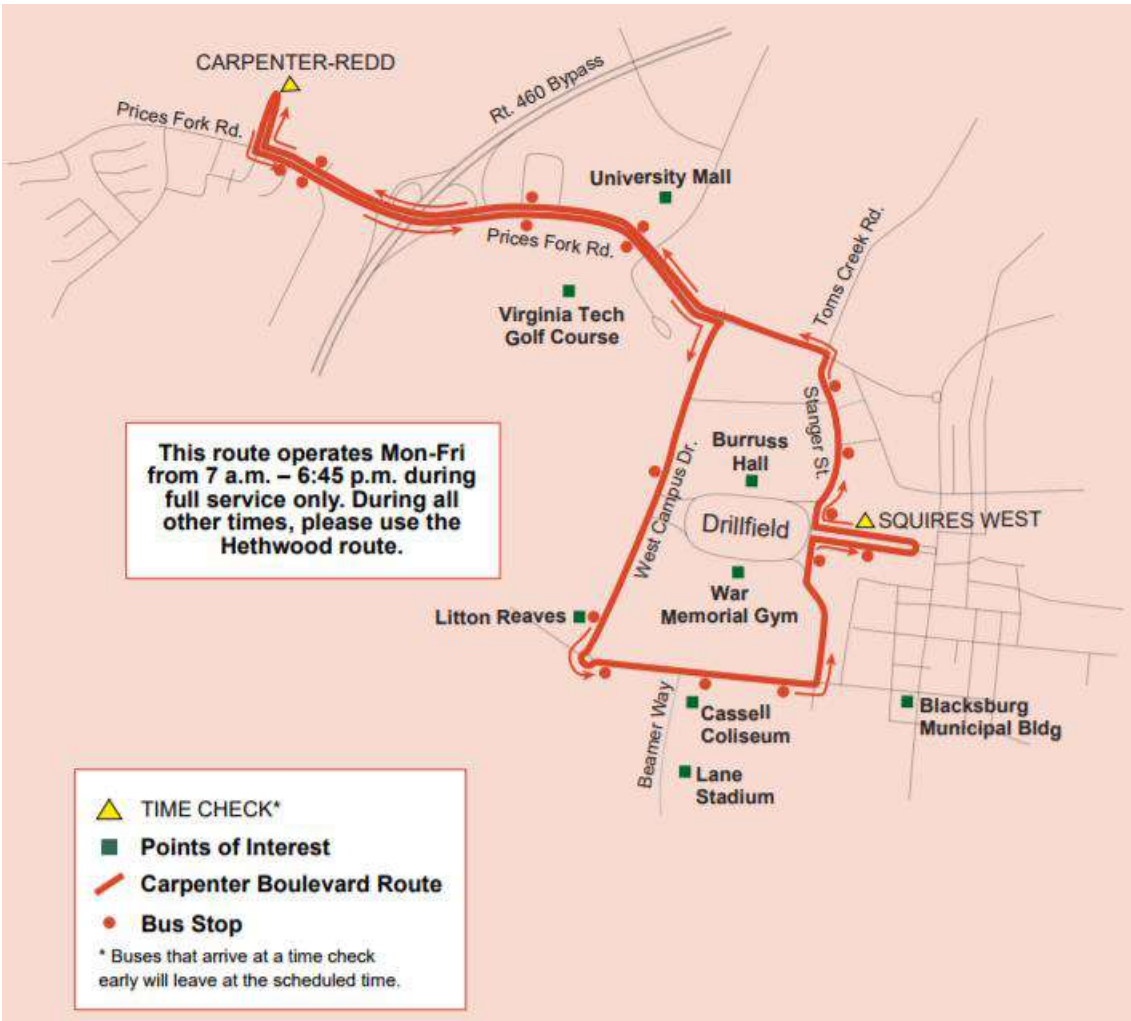 CARPENTER-REDD
Prices Fork Rd.
Rt. 460 Bypass
University Mall
Prices Fork Rd.
Toms Creek Rd.
Virginia Tech
Golf Course
This route operates Mon-Fri
from 7 a.m. – 6:45 p.m. during
full service only. During all
other times, please use the
Hethwood route.
Stanger St.
Burruss
Hall
West Campus Dr.
Drillfield
SQUIRES WEST
War
Memorial Gym
Litton Reaves
Beamer Way
Cassell
Coliseum
Blacksburg
Municipal Bldg
Lane
Stadium
TIME CHECK*
Points of Interest
Carpenter Boulevard Route
Bus Stop
* Buses that arrive at a time check
early will leave at the scheduled time.